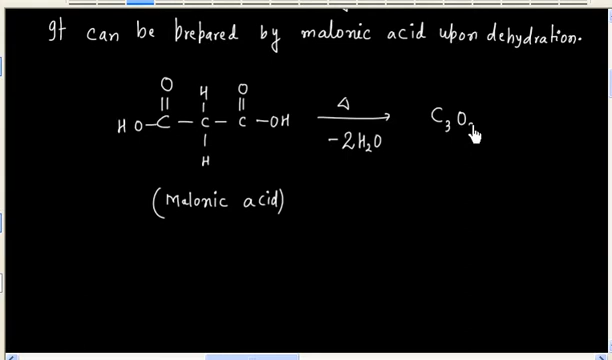 It can be prepared by malonic acid upon dehydration.
O H O Δ
HO-C-C-C-OH → C3O2
H -2H2O
(Malonic acid)